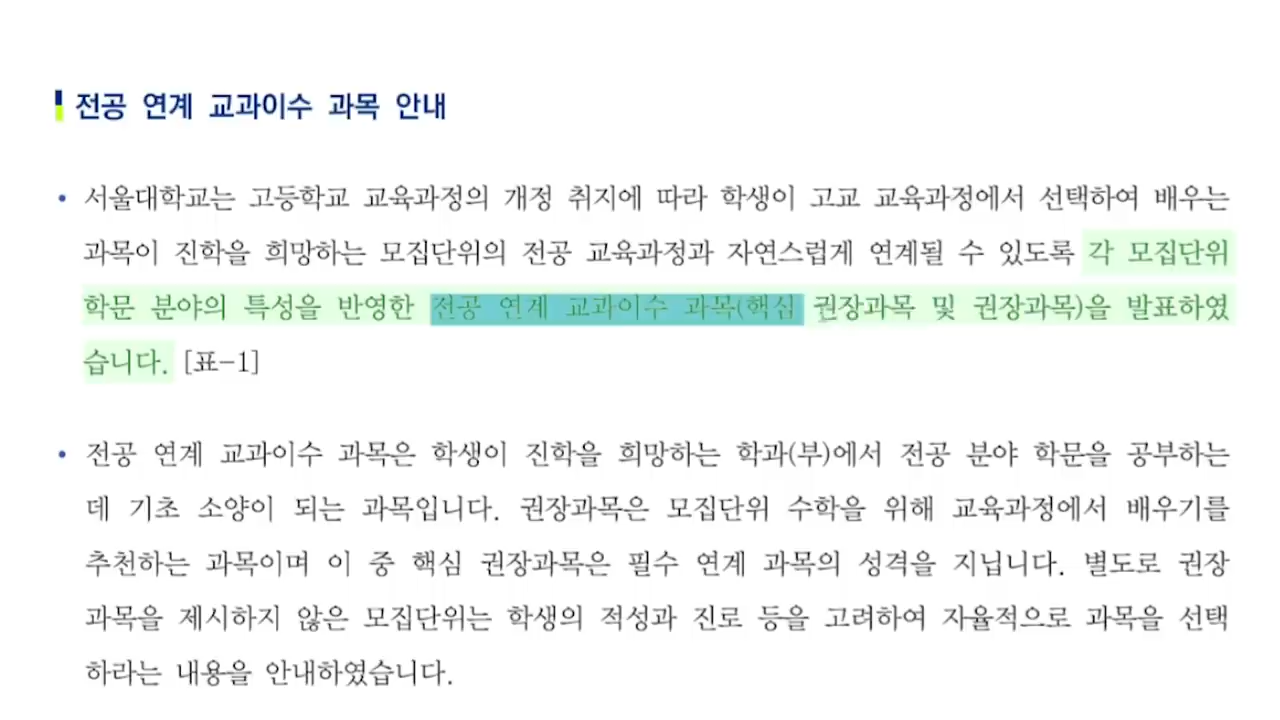 전공 연계 교과이수 과목 안내
• 서울대학교는 고등학교 교육과정의 개정 취지에 따라 학생이 고교 교육과정에서 선택하여 배우는
과목이 진학을 희망하는 모집단위의 전공 교육과정과 자연스럽게 연계될 수 있도록 각 모집단위
학문 분야의 특성을 반영한 전공 연계 교과이수 과목(핵심 권장과목 및 권장과목)을 발표하였
습니다. [표-1]
• 전공 연계 교과이수 과목은 학생이 진학을 희망하는 학과(부)에서 전공 분야 학문을 공부하는
데 기초 소양이 되는 과목입니다. 권장과목은 모집단위 수학을 위해 교육과정에서 배우기를
추천하는 과목이며 이 중 핵심 권장과목은 필수 연계 과목의 성격을 지닙니다. 별도로 권장
과목을 제시하지 않은 모집단위는 학생의 적성과 진로 등을 고려하여 자율적으로 과목을 선택
하라는 내용을 안내하였습니다.